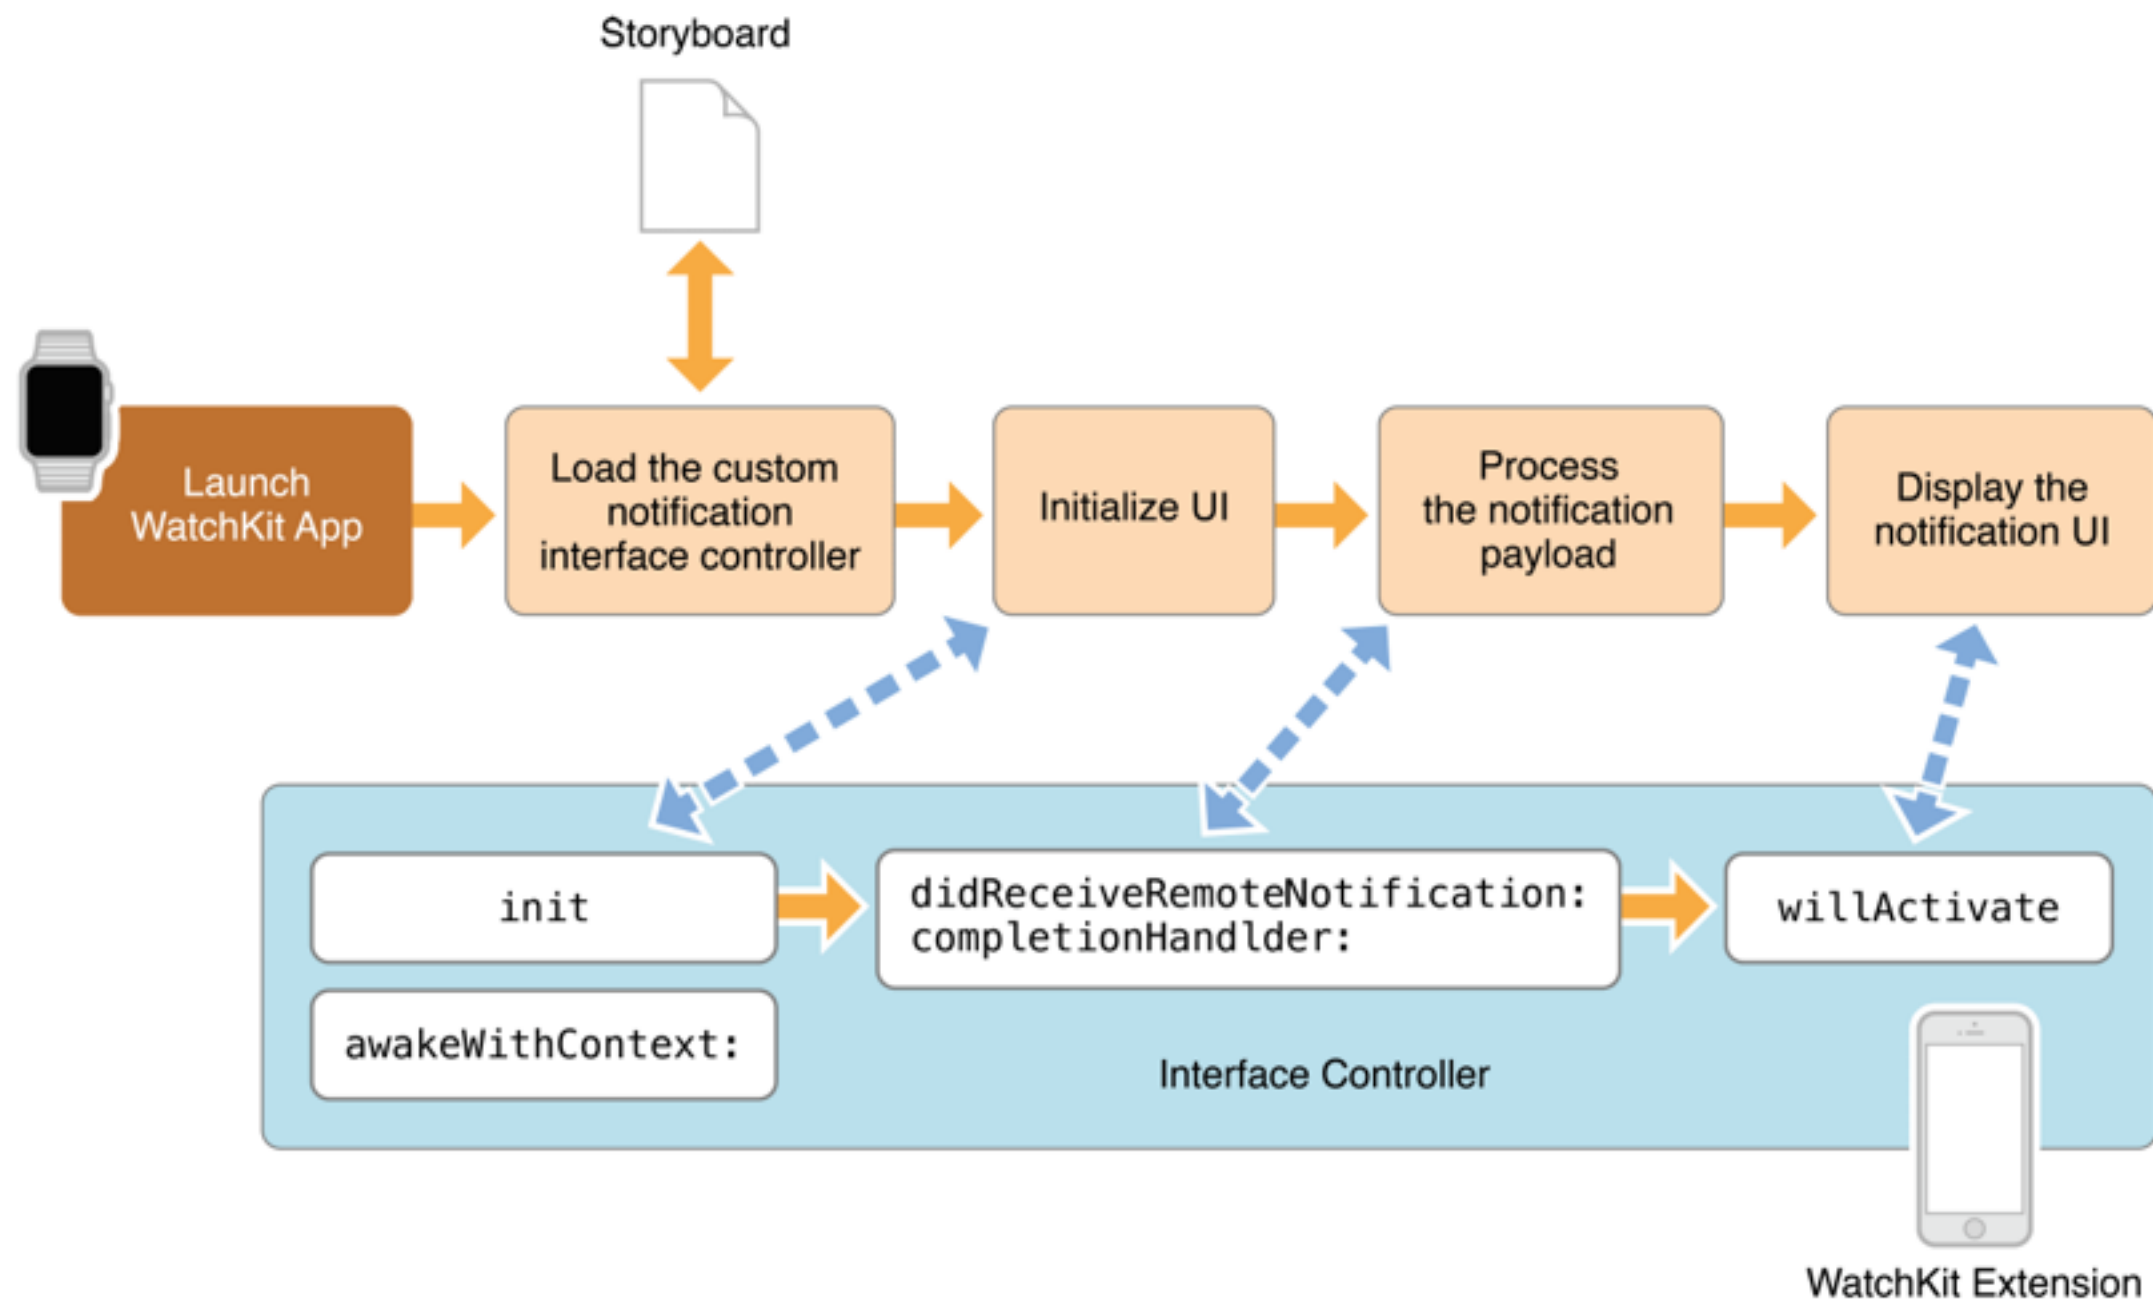 Storyboard
Launch
WatchKit App
Load the custom
notification
interface controller
Initialize UI
Process
the notification
payload
Display the
notification UI
init
didReceiveRemoteNotification:
completionHandlder:
willActivate
awakeWithContext:
Interface Controller
WatchKit Extension